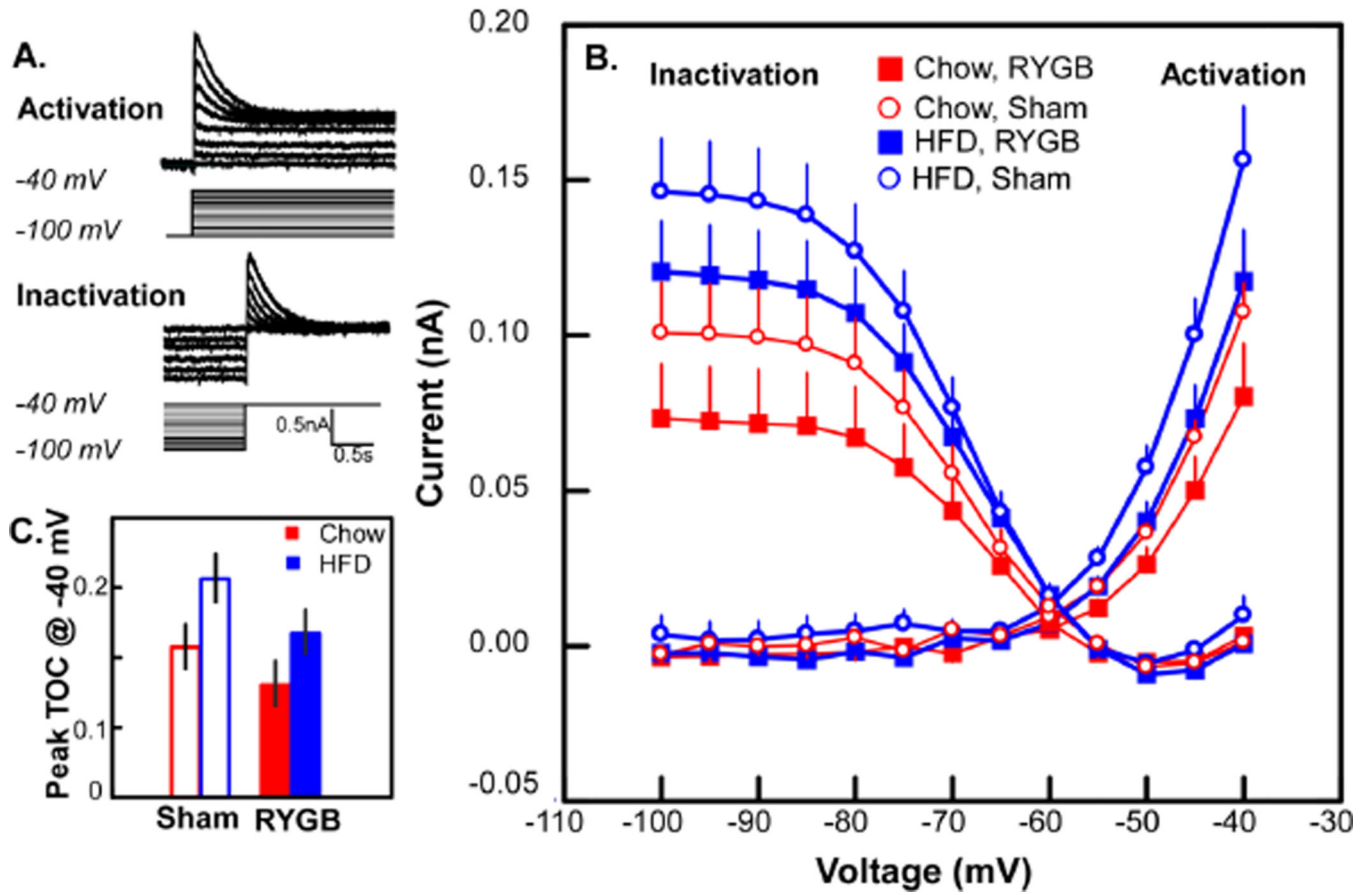 A.
Activation
-40 mV
-100 mV
Inactivation
-40 mV
-100 mV
0.5nA
0.5s
B.
Inactivation
Activation
Chow, RYGB
Chow, Sham
HFD, RYGB
HFD, Sham
Current (nA)
0.20
0.15
0.10
0.05
0.00
-0.05
-110
-100
-90
-80
-70
-60
-50
-40
-30
Voltage (mV)
C.
Chow
HFD
Peak TOC @ -40 mV
0.2
0.1
0
Sham
RYGB